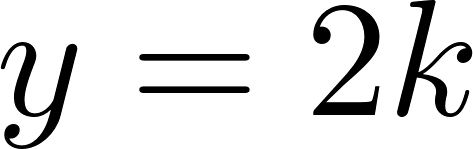 y = 2k